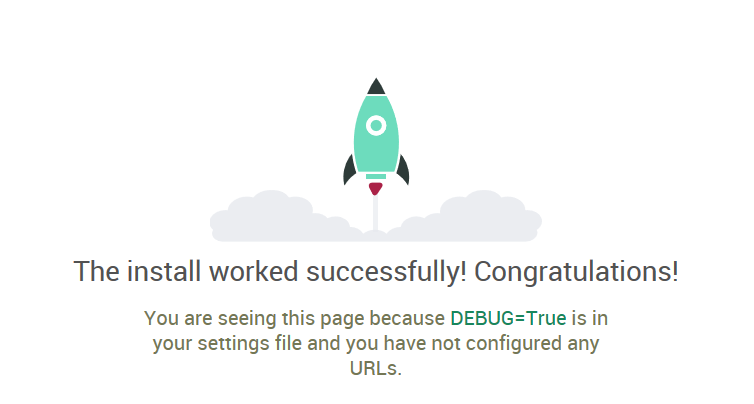 The install worked successfully! Congratulations!
You are seeing this page because DEBUG=True is in
your settings file and you have not configured any
URLs.